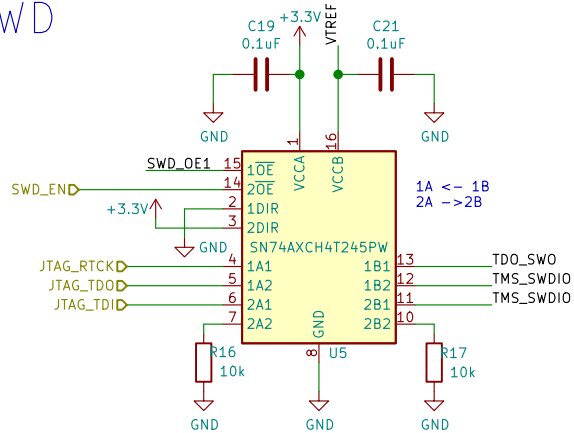 WD
C19
0.1uF
+3.3V
VTREF
C21
0.1uF
GND
GND
1
16
VCCA
VCCB
SWD_OE1
15
1OE
SWD_EN
14
2OE
1A <- 1B
2A ->2B
+3.3V
2
1DIR
3
2DIR
GND
SN74AXCH4T245PW
JTAG_RTCK
4
1A1
1B1
13
TDO_SWO
JTAG_TDO
5
1A2
1B2
12
TMS_SWDIO
JTAG_TDI
6
2A1
2B1
11
TMS_SWDIO
7
2A2
2B2
10
GND
8
U5
R16
10k
R17
10k
GND
GND
GND